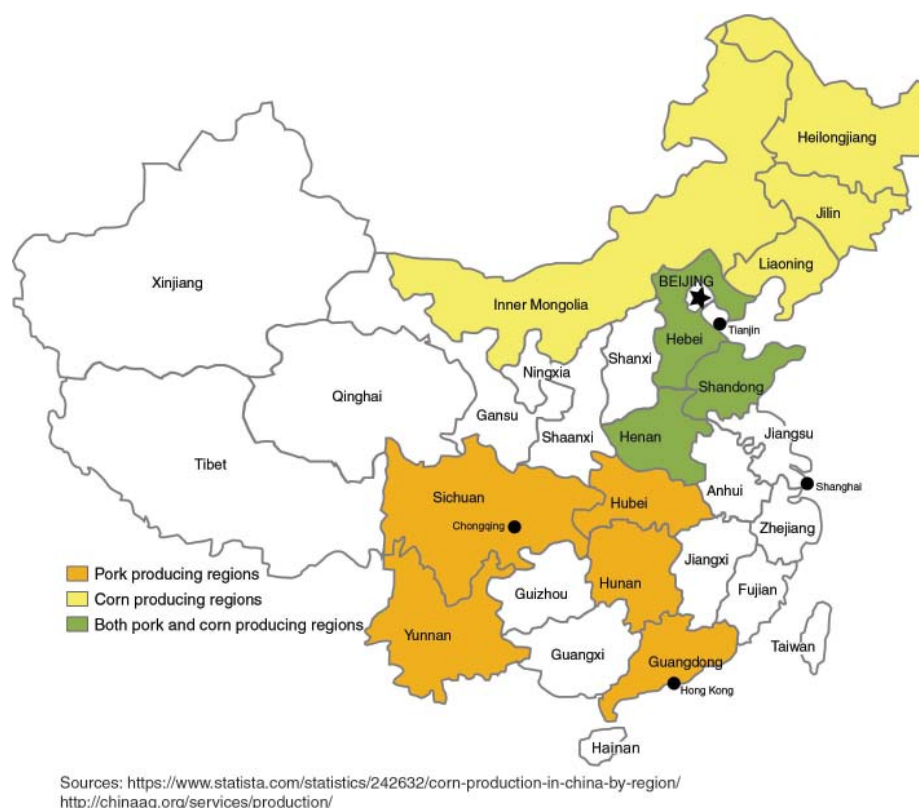 Heilongjiang
Jilin
Liaoning
BEIJING
Xinjiang
Inner Mongolia
Tianjin
Hebei
Shanxi
Ningxia
Shandong
Qinghai
Gansu
Jiangsu
Shaanxi
Henan
Tibet
Shanghai
Anhui
Sichuan
Hubei
Chongqing
Zhejiang
Jiangxi
Pork producing regions
Hunan
Guizhou
Fujian
Corn producing regions
Both pork and corn producing regions
Yunnan
Taiwan
Guangxi
Guangdong
Hong Kong
Hainan
Sources: https://www.statista.com/statistics/242632/corn-production-in-china-by-region/
http://chinaag.org/services/production/